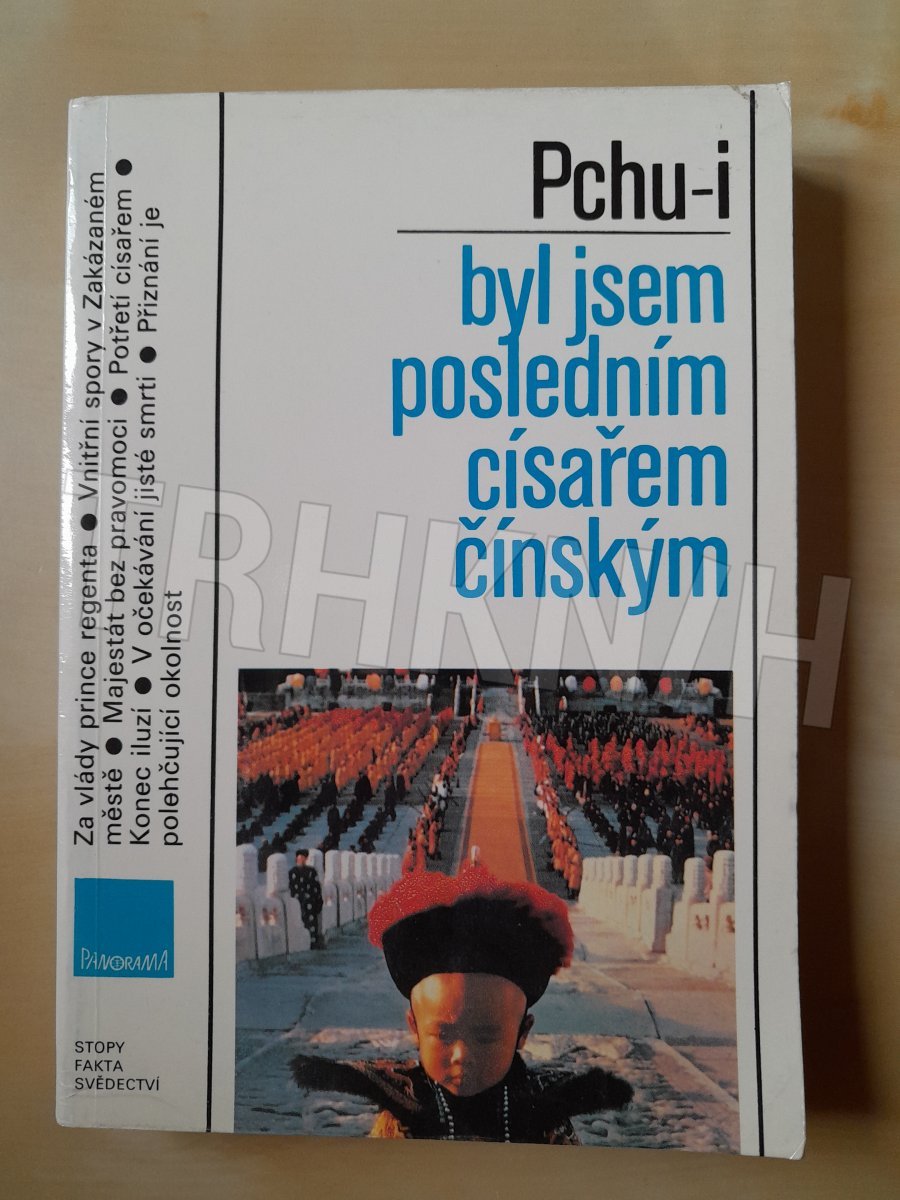 Pchu-i
byl jsem
posledním
císařem
čínským
Za vlády prince regenta ● Vnitřní spory v Zakázaném
městě ● Majestát bez pravomoci ● Potřetí císařem ●
Konec iluzí ● V očekávání jisté smrti ● Přiznání je
polehčující okolnost
PANORAMA
STOPY
FAKTA
SVĚDECTVÍ
TRHKNIH